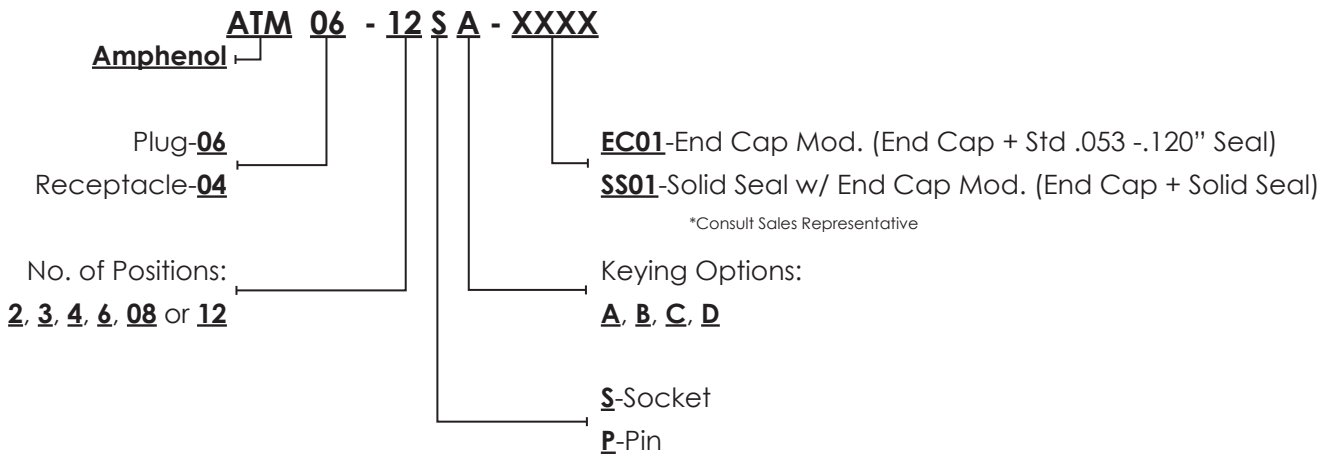 ATM 06 - 12 S A - XXXX
Amphenol
Plug-06
Receptacle-04
EC01-End Cap Mod. (End Cap + Std .053 -.120” Seal)
SS01-Solid Seal w/ End Cap Mod. (End Cap + Solid Seal)
*Consult Sales Representative
No. of Positions:
2, 3, 4, 6, 08 or 12
Keying Options:
A, B, C, D
S-Socket
P-Pin